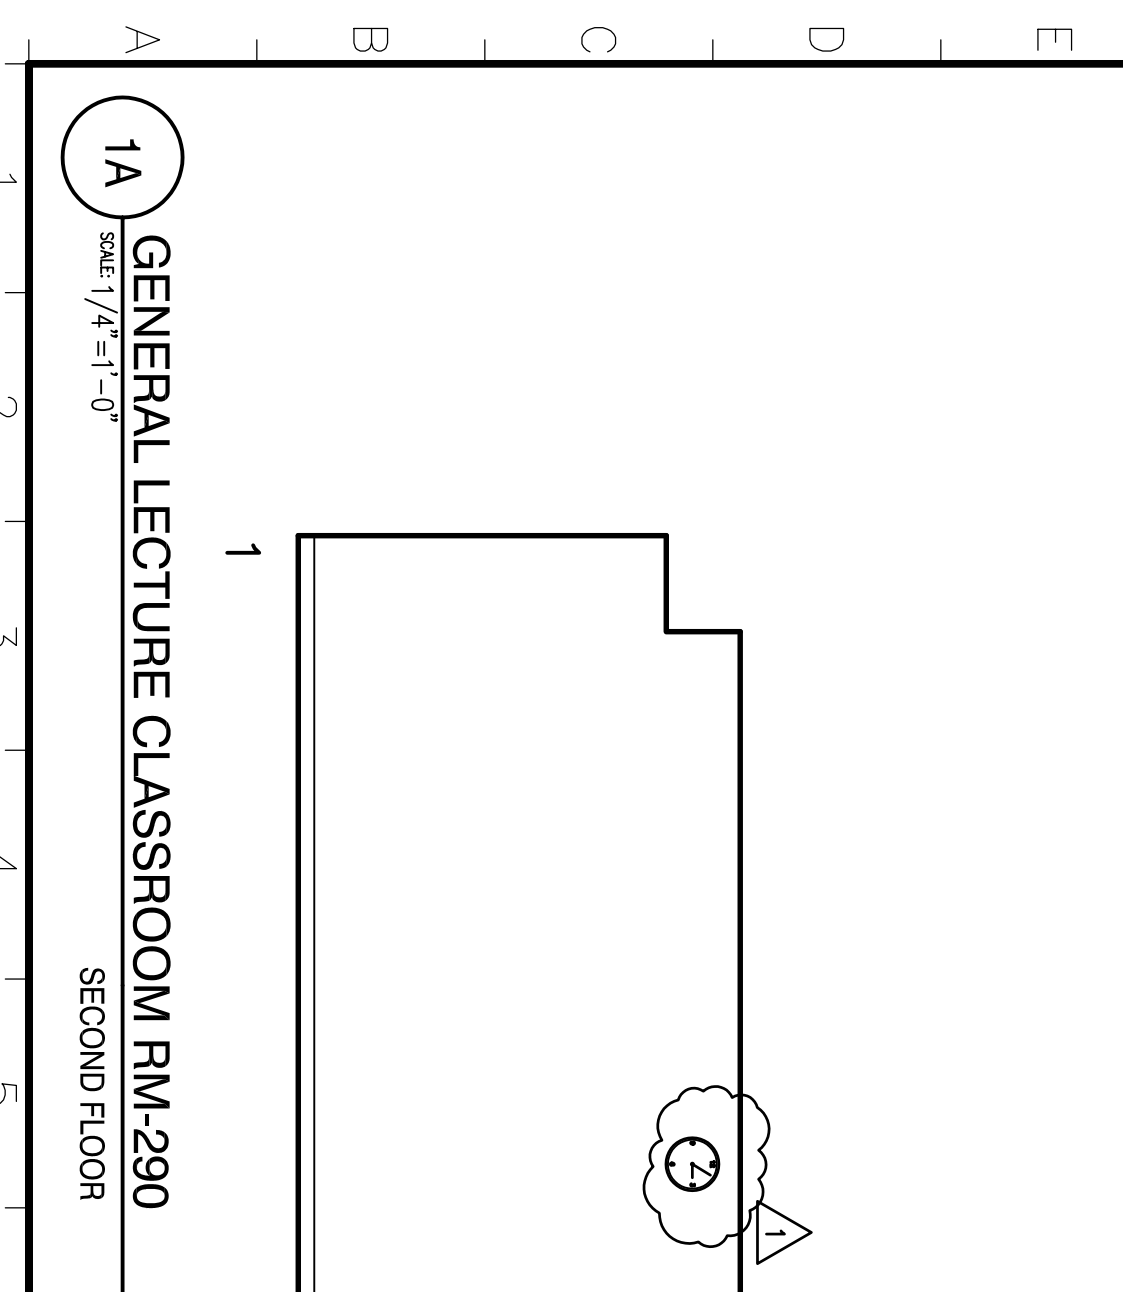 A
B
C
D
E
1
2
3
4
5
1A
GENERAL LECTURE CLASSROOM RM-290
SCALE: 1/4"=1'-0"
SECOND FLOOR
1
1